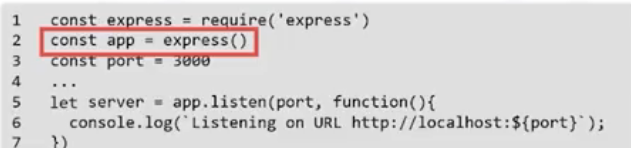 1 const express = require('express')
2 const app = express()
3 const port = 3000
4 ...
5 let server = app.listen(port, function(){
6   console.log(`Listening on URL http://localhost:${port}`);
7 })